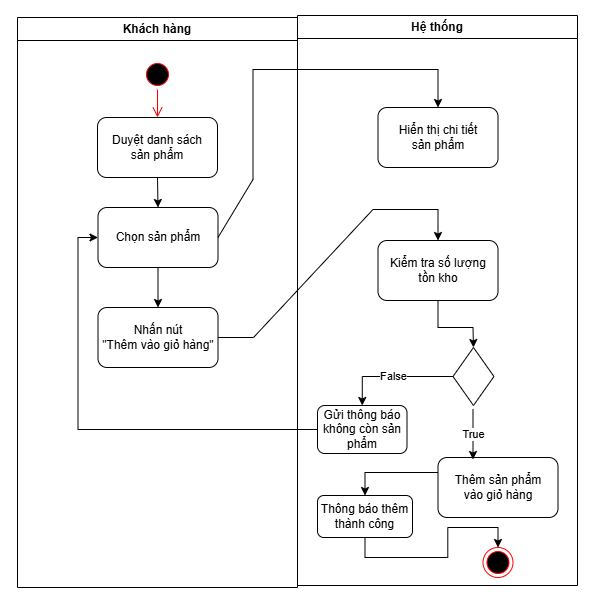 Khách hàng
Hệ thống
Duyệt danh sách
sản phẩm
Hiển thị chi tiết
sản phẩm
Chọn sản phẩm
Kiểm tra số lượng
tồn kho
Nhấn nút
"Thêm vào giỏ hàng"
False
Gửi thông báo
không còn sản
phẩm
True
Thêm sản phẩm
vào giỏ hàng
Thông báo thêm
thành công